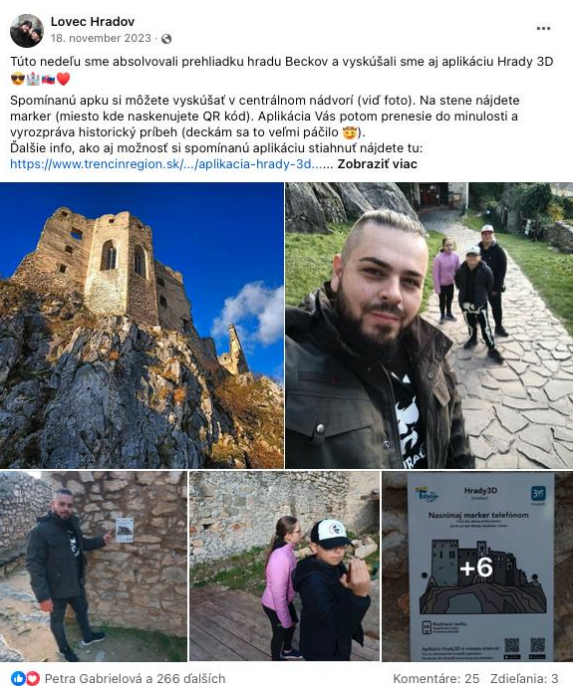 Lovec Hradov
18. november 2023 ·
Túto nedeľu sme absolvovali prehliadku hradu Beckov a vyskúšali sme aj aplikáciu Hrady 3D
😎🏰🇸🇰❤️
Spomínanú apku si môžete vyskúšať v centrálnom nádvorí (viď foto). Na stene nájdete
marker (miesto kde naskenujete QR kód). Aplikácia Vás potom prenesie do minulosti a
vyrozpráva historický príbeh (deckám sa to veľmi páčilo 🤠).
Ďalšie info, ako aj možnosť si spomínanú aplikáciu stiahnuť nájdete tu:
https://www.trencinregion.sk/.../aplikacia-hrady-3d...… Zobraziť viac
Hrady3D
Nasnímaj marker telefónom
+6
Petra Gabrielová a 266 ďalších
Komentáre: 25 Zdieľania: 3